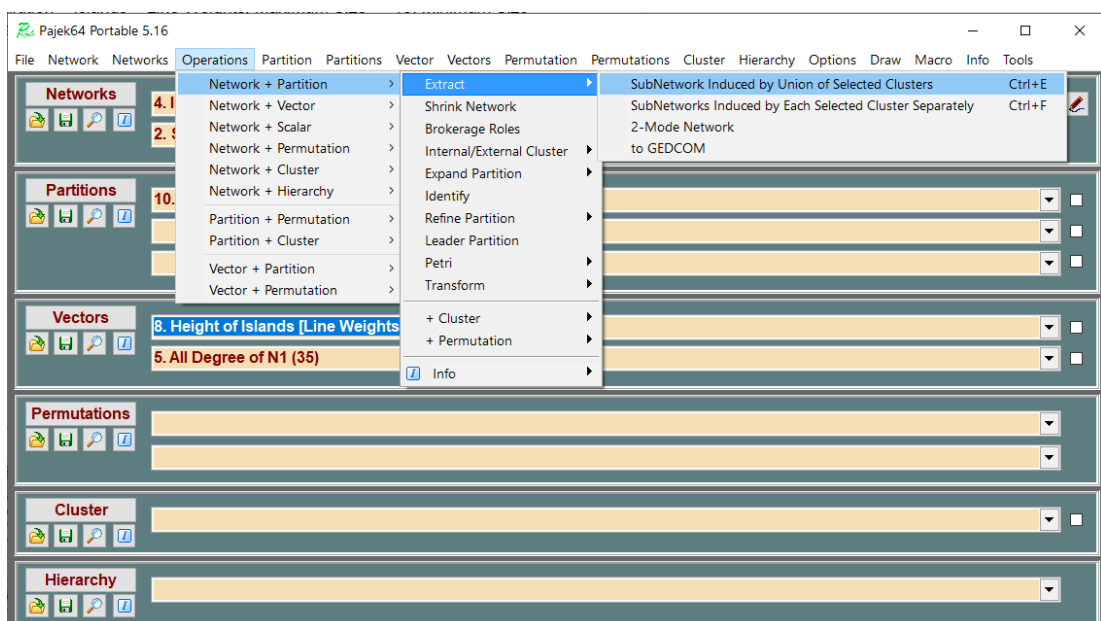 Pajek64 Portable 5.16
File Network Networks Operations Partition Partitions Vector Vectors Permutation Permutations Cluster Hierarchy Options Draw Macro Info Tools
Networks
4. I
2. S
Network + Partition >
Network + Vector >
Network + Scalar >
Network + Permutation >
Network + Cluster >
Network + Hierarchy >
Partition + Permutation >
Partition + Cluster >
Vector + Partition >
Vector + Permutation >
Extract
Shrink Network
Brokerage Roles
Internal/External Cluster
Expand Partition
Identify
Refine Partition
Leader Partition
Petri
Transform
+ Cluster
+ Permutation
Info
SubNetwork Induced by Union of Selected Clusters Ctrl+E
SubNetworks Induced by Each Selected Cluster Separately Ctrl+F
2-Mode Network
to GEDCOM
Partitions
10.
Vectors
8. Height of Islands [Line Weights
5. All Degree of N1 (35)
Permutations
Cluster
Hierarchy